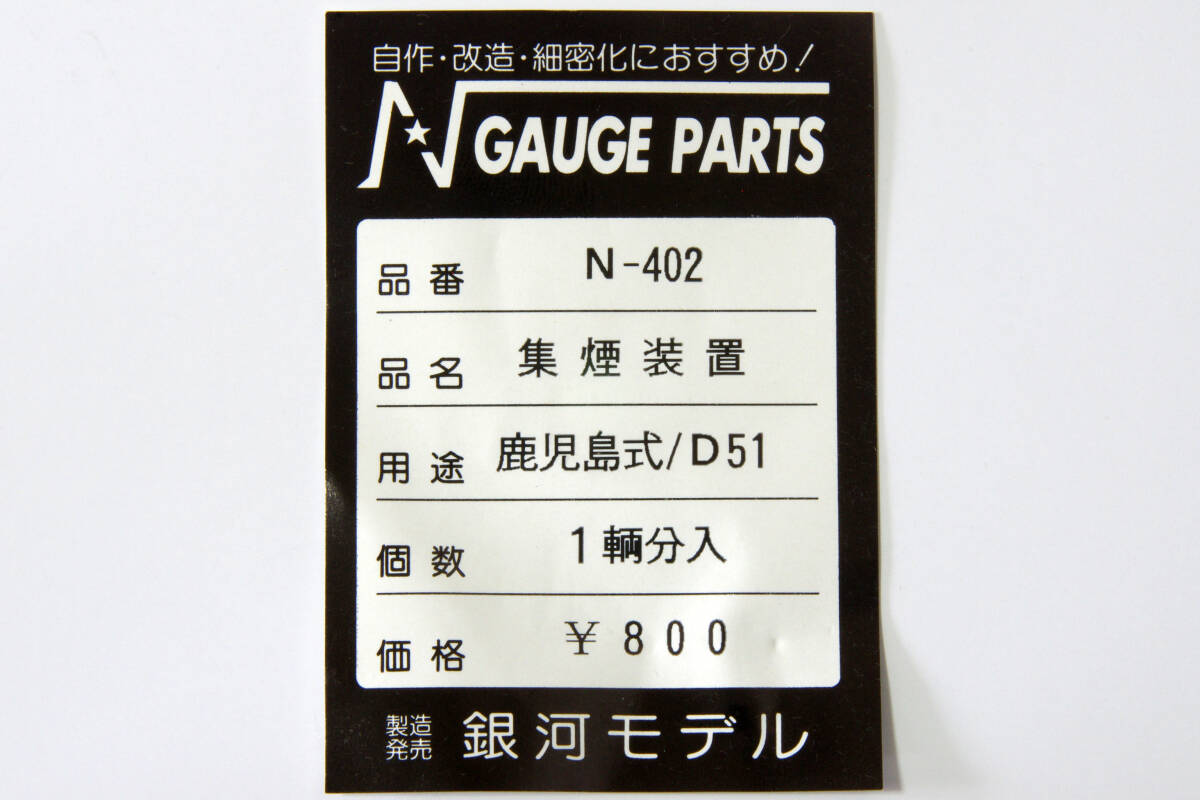 自作・改造・細密化におすすめ!
N GAUGE PARTS
品番 N-402
品名 集煙装置
用途 鹿児島式/D51
個数 1輌分入
価格 ¥800
製造発売 銀河モデル